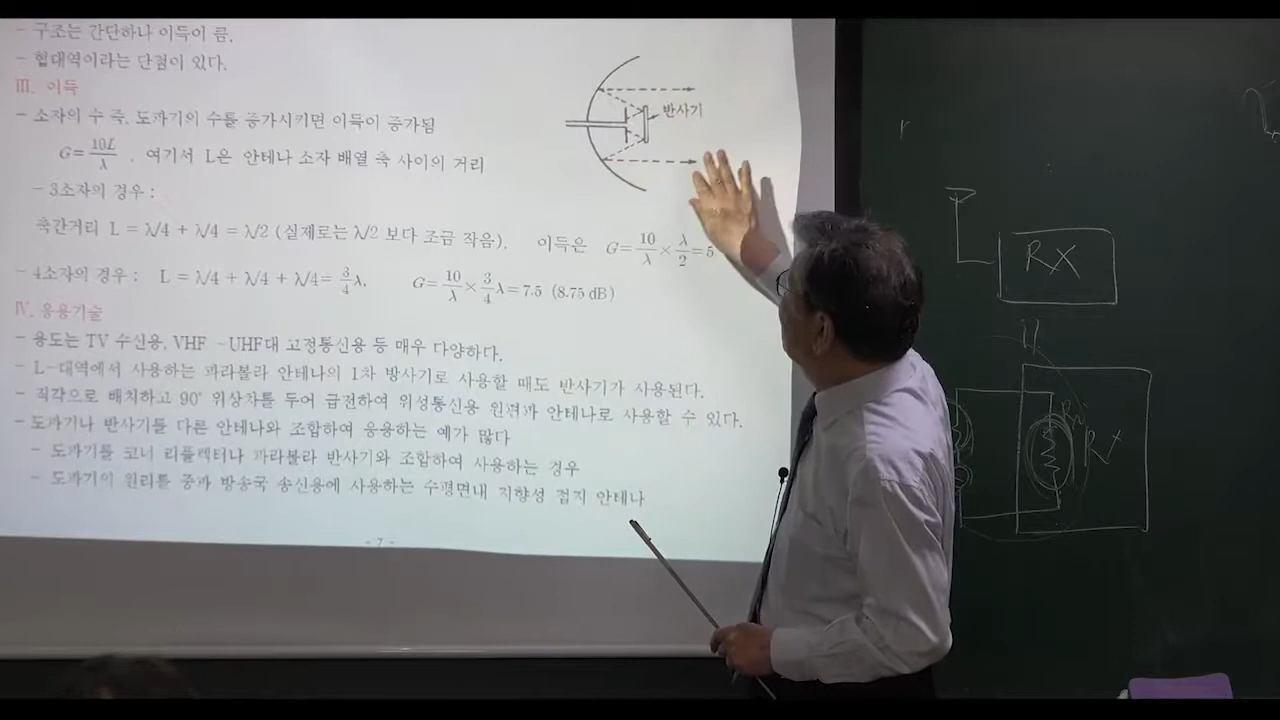 - 구조는 간단하나 이득이 큼.
- 협대역이라는 단점이 있다.
III. 이득
- 소자의 수 즉, 도파기의 수를 증가시키면 이득이 증가됨
G = 10L/λ , 여기서 L은 안테나 소자 배열 축 사이의 거리
- 3소자의 경우 :
축간거리 L = λ/4 + λ/4 = λ/2 (실제로는 λ/2 보다 조금 작음). 이득은 G = 10/λ × λ/2 = 5
- 4소자의 경우 : L = λ/4 + λ/4 + λ/4 = 3/4 λ, G = 10/λ × 3/4 λ = 7.5 (8.75 dB)
IV. 응용기술
- 용도는 TV 수신용, VHF ~UHF대 고정통신용 등 매우 다양하다.
- L-대역에서 사용하는 파라볼라 안테나의 1차 방사기로 사용할 때도 반사기가 사용된다.
- 직각으로 배치하고 90° 위상차를 두어 급전하여 위성통신용 원편파 안테나로 사용할 수 있다.
- 도파기나 반사기를 다른 안테나와 조합하여 응용하는 예가 많다
- 도파기를 코너 리플렉터나 파라볼라 반사기와 조합하여 사용하는 경우
- 도파기의 원리를 중파 방송국 송신용에 사용하는 수평면내 지향성 접지 안테나
- 7 -
반사기
r
RX
RX